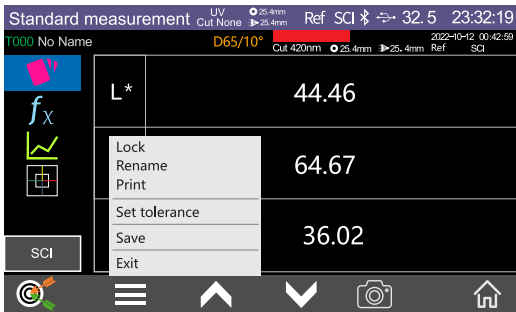 Standard measurement UV Cut None 25.4mm 25.4mm Ref SCI 32.5 23:32:19
T000 No Name D65/10° Cut 420nm 25.4mm 25.4mm Ref SCI 2022-10-12 00:42:59
L* 44.46
fx
Lock
Rename
Print
64.67
Set tolerance
Save
36.02
SCI
Exit